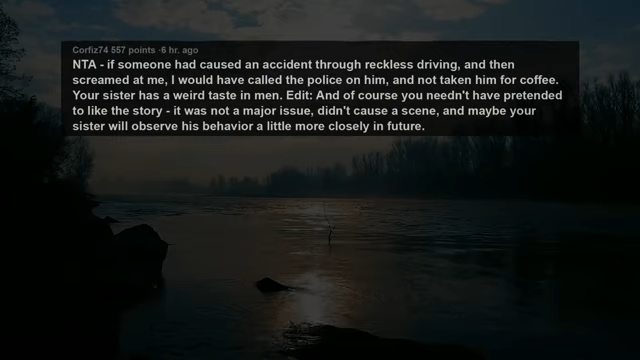 Corfiz74 557 points ·6 hr. ago
NTA - if someone had caused an accident through reckless driving, and then
screamed at me, I would have called the police on him, and not taken him for coffee.
Your sister has a weird taste in men. Edit: And of course you needn't have pretended
to like the story - it was not a major issue, didn't cause a scene, and maybe your
sister will observe his behavior a little more closely in future.